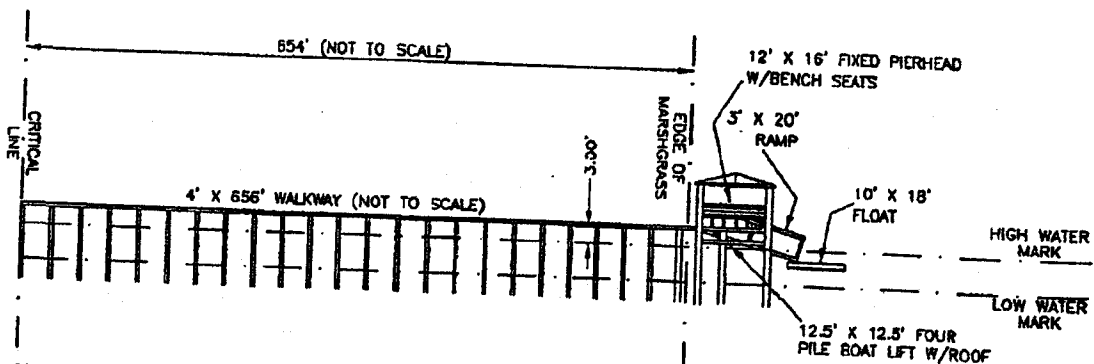 654' (NOT TO SCALE)
12' X 16' FIXED PIERHEAD
W/BENCH SEATS
3' X 20'
RAMP
CRITICAL
LINE
EDGE OF
MARSHGRASS
3.00'
4' X 656' WALKWAY (NOT TO SCALE)
10' X 18'
FLOAT
HIGH WATER
MARK
LOW WATER
MARK
12.5' X 12.5' FOUR
PILE BOAT LIFT W/ROOF